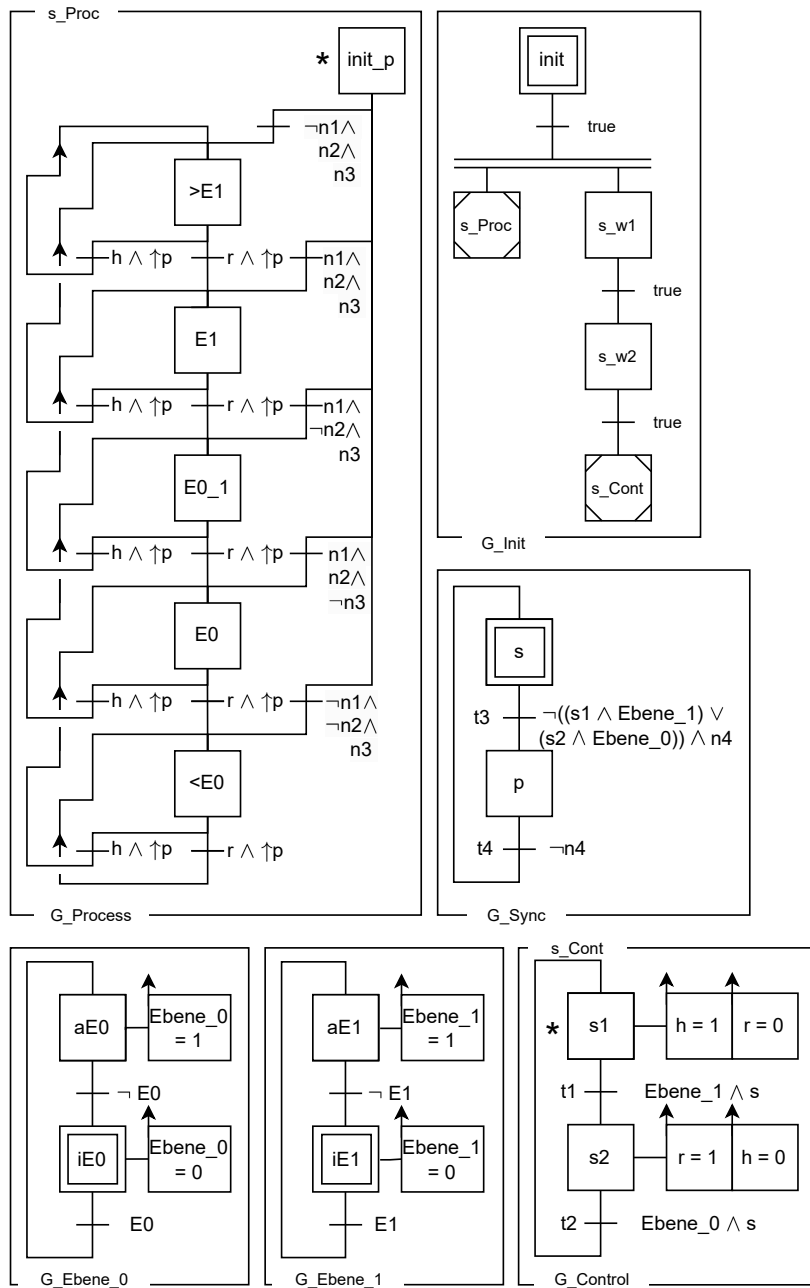 s_Proc
*
init_p
¬n1∧
n2∧
n3
>E1
h ∧ ↑p
r ∧ ↑p
n1∧
n2∧
n3
E1
h ∧ ↑p
r ∧ ↑p
n1∧
¬n2∧
n3
E0_1
h ∧ ↑p
r ∧ ↑p
n1∧
n2∧
¬n3
E0
h ∧ ↑p
r ∧ ↑p
¬n1∧
¬n2∧
n3
<E0
h ∧ ↑p
r ∧ ↑p
G_Process
init
true
s_Proc
s_w1
true
s_w2
true
s_Cont
G_Init
s
t3
¬((s1 ∧ Ebene_1) ∨
(s2 ∧ Ebene_0)) ∧ n4
p
t4
¬n4
G_Sync
aE0
Ebene_0
= 1
¬ E0
iE0
Ebene_0
= 0
E0
G_Ebene_0
aE1
Ebene_1
= 1
¬ E1
iE1
Ebene_1
= 0
E1
G_Ebene_1
s_Cont
*
s1
h = 1
r = 0
t1
Ebene_1 ∧ s
s2
r = 1
h = 0
t2
Ebene_0 ∧ s
G_Control